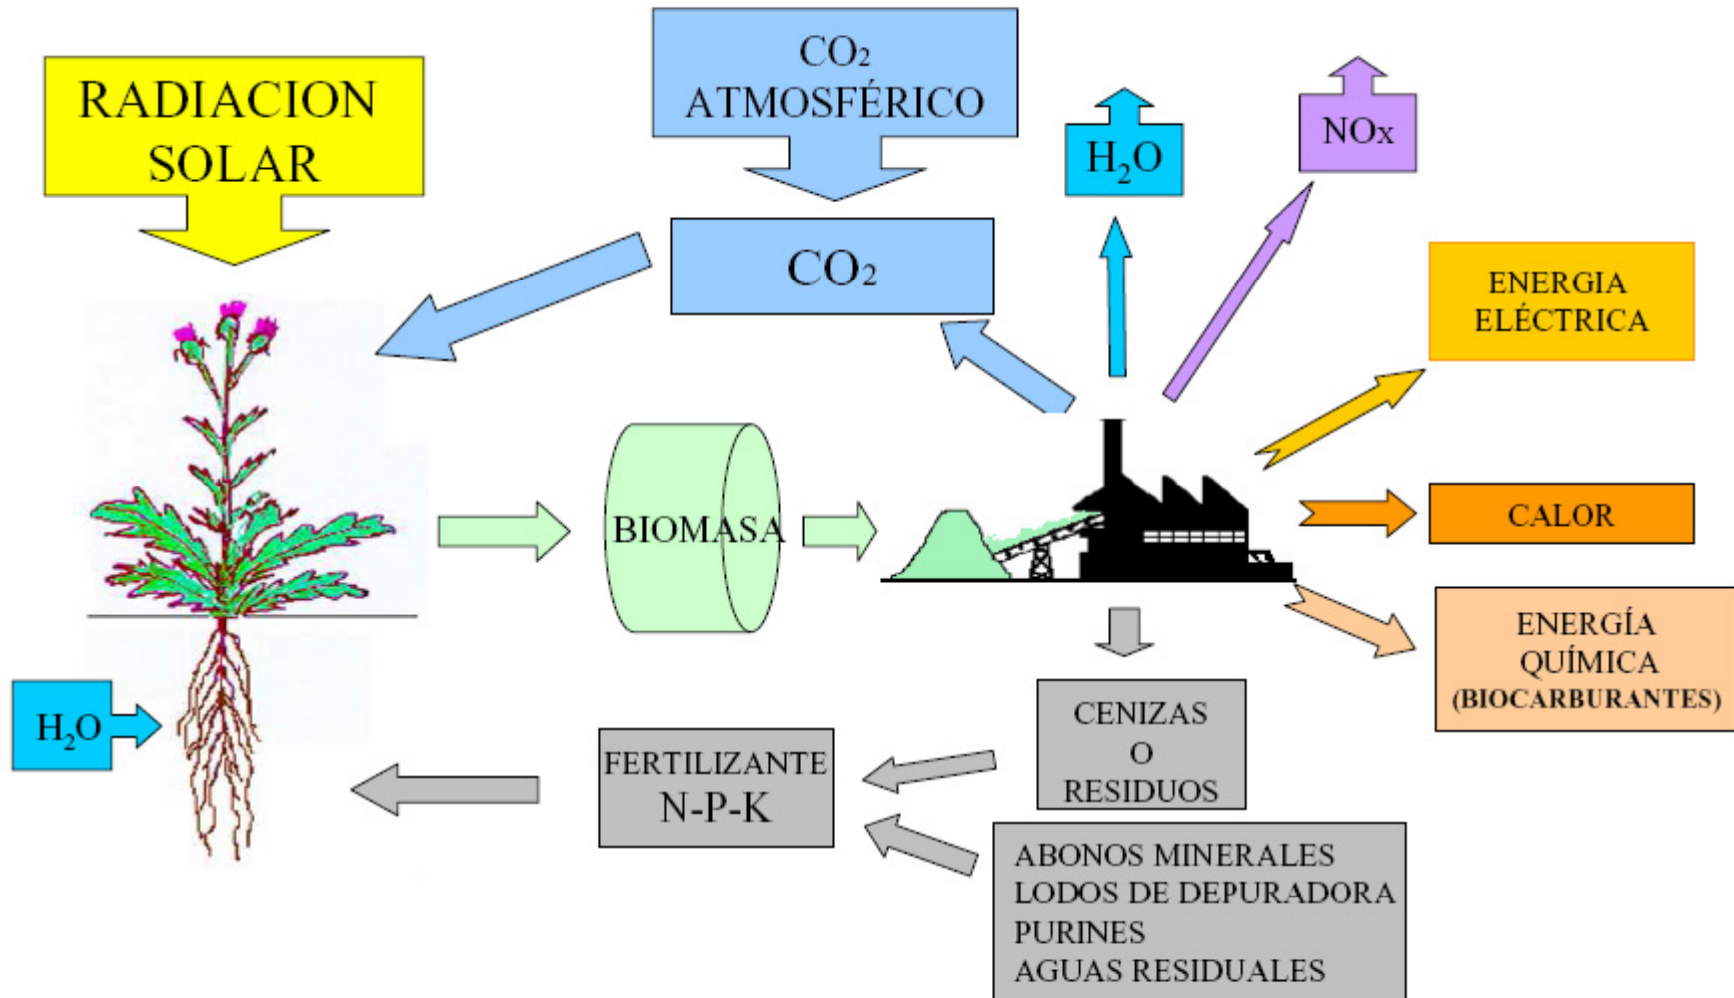 RADIACION
SOLAR
CO2
ATMOSFÉRICO
H2O
NOx
CO2
ENERGIA
ELÉCTRICA
BIOMASA
CALOR
ENERGÍA
QUÍMICA
(BIOCARBURANTES)
H2O
FERTILIZANTE
N-P-K
CENIZAS
O
RESIDUOS
ABONOS MINERALES
LODOS DE DEPURADORA
PURINES
AGUAS RESIDUALES